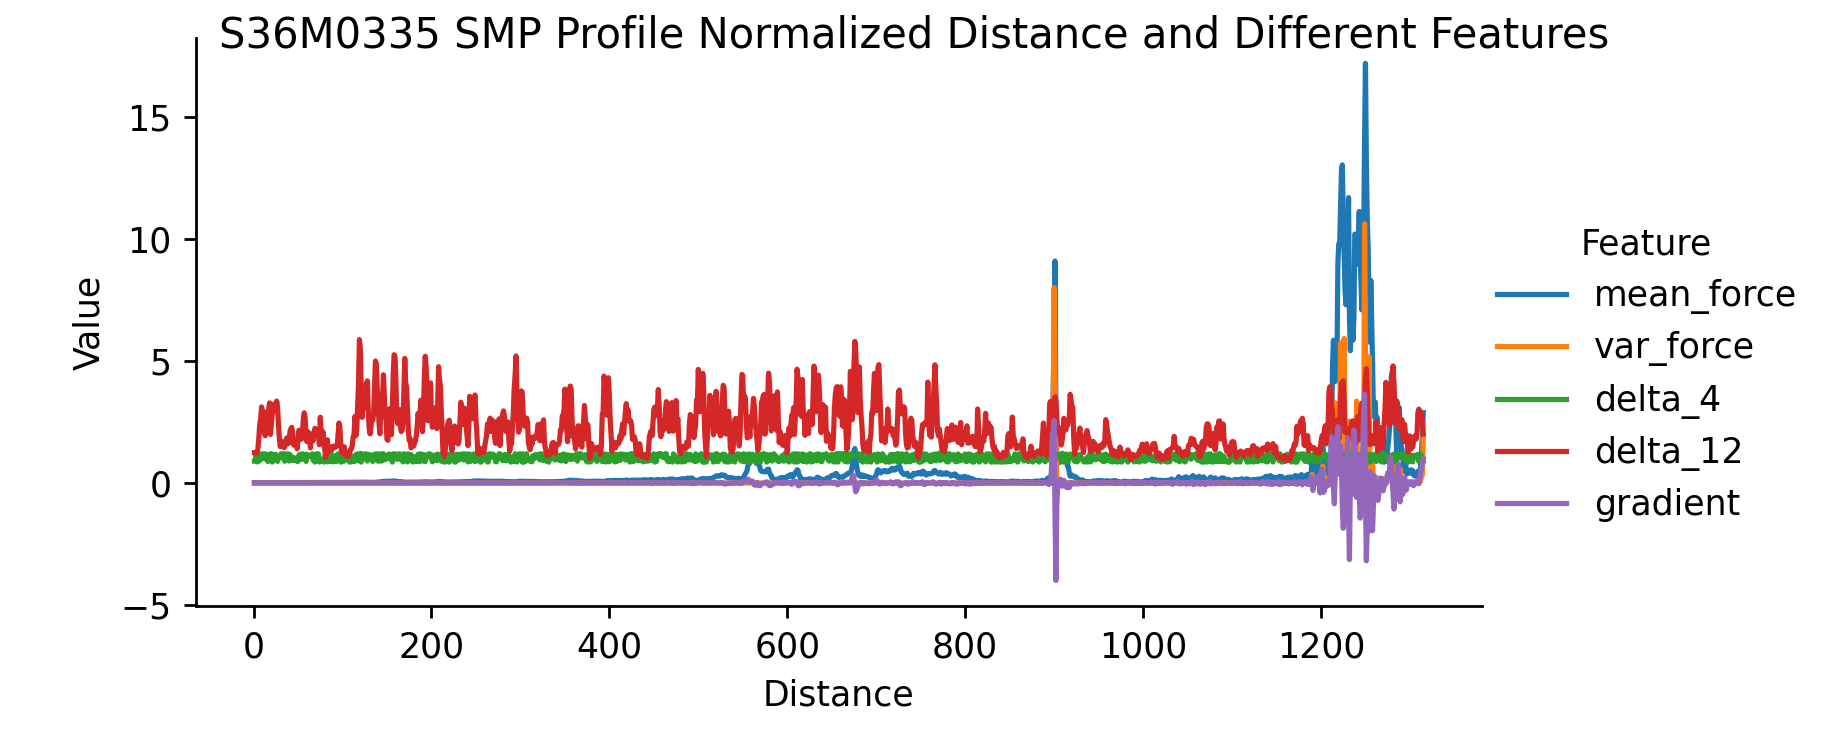 S36M0335 SMP Profile Normalized Distance and Different Features
Value
15
10
5
0
−5
0 200 400 600 800 1000 1200
Distance
Feature
mean_force
var_force
delta_4
delta_12
gradient